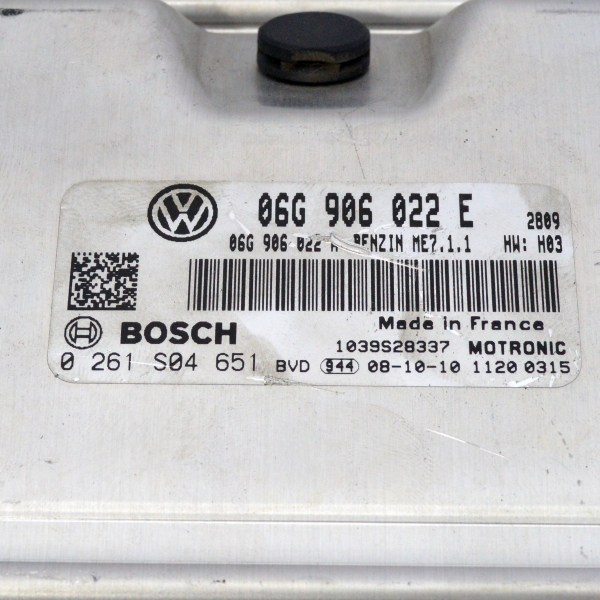 06G 906 022 E 2809
06G 906 022 A BENZIN ME7.1.1 HW: H03
Made in France
BOSCH 1039S28337 MOTRONIC
0 261 S04 651 BVD 944 08-10-10 1120 0315